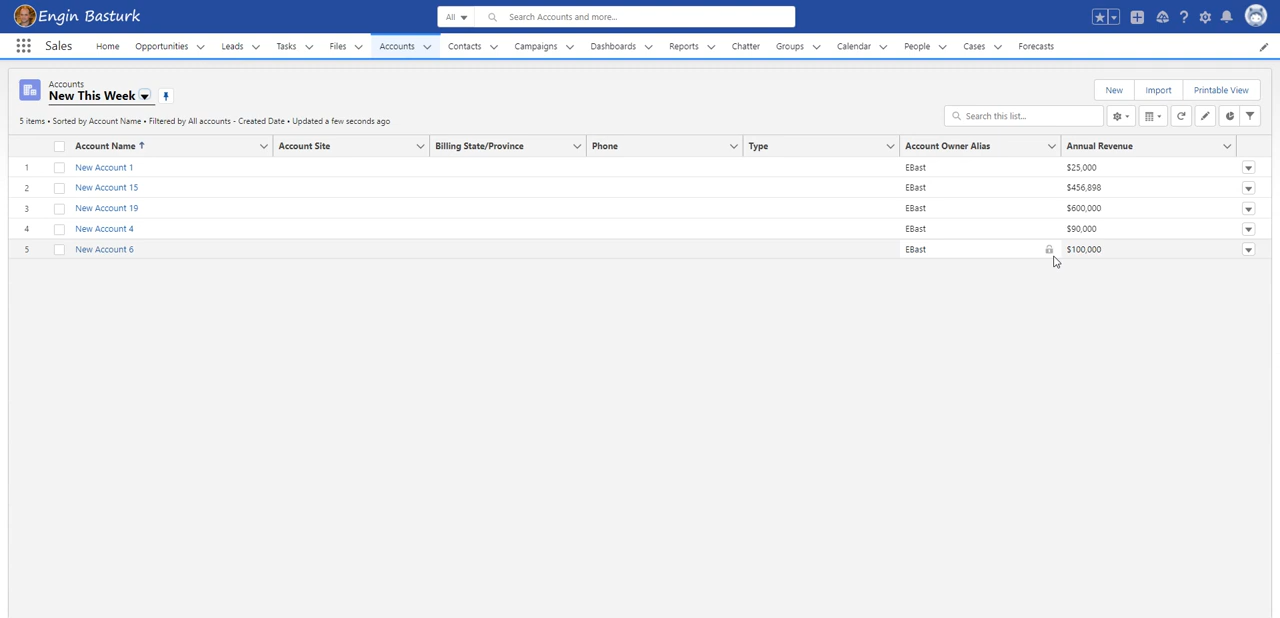 Engin Basturk
All
Search Accounts and more...
Sales
Home
Opportunities
Leads
Tasks
Files
Accounts
Contacts
Campaigns
Dashboards
Reports
Chatter
Groups
Calendar
People
Cases
Forecasts
Accounts
New This Week
New
Import
Printable View
5 items • Sorted by Account Name • Filtered by All accounts - Created Date • Updated a few seconds ago
Search this list...
Account Name ↑ Account Site Billing State/Province Phone Type Account Owner Alias Annual Revenue
1 New Account 1 EBast $25,000
2 New Account 15 EBast $456,898
3 New Account 19 EBast $600,000
4 New Account 4 EBast $90,000
5 New Account 6 EBast $100,000